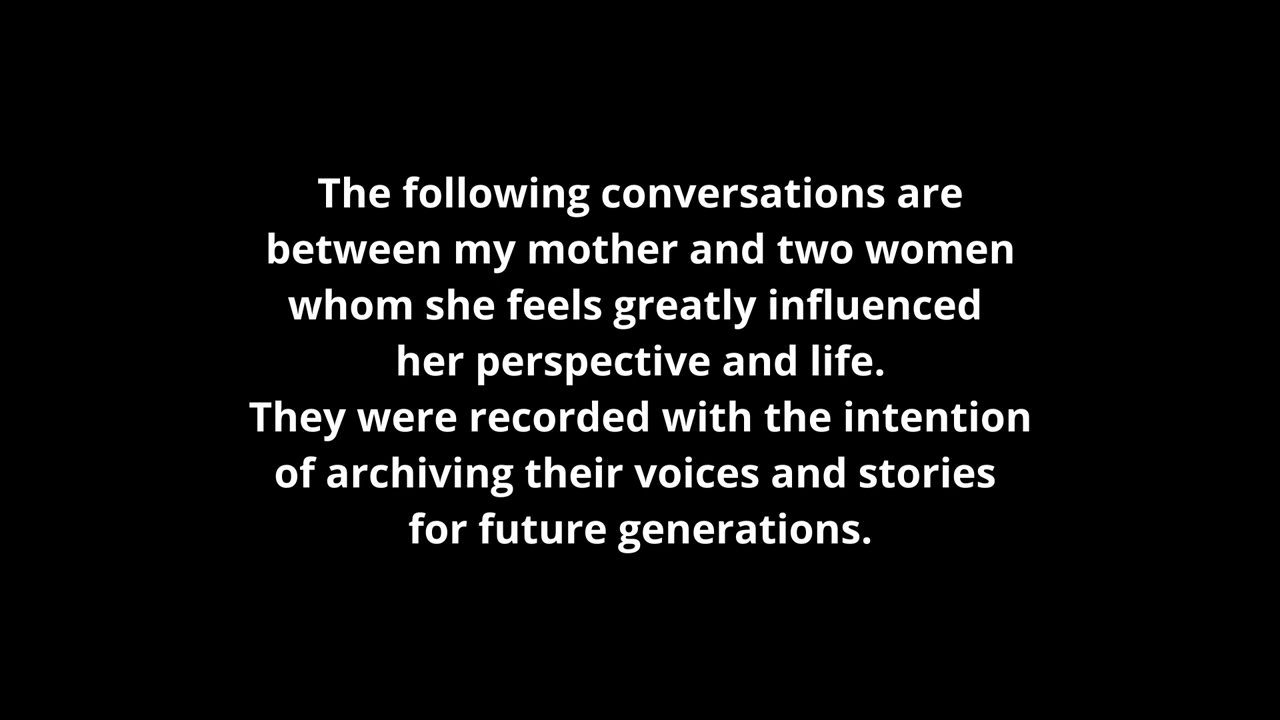 The following conversations are
between my mother and two women
whom she feels greatly influenced
her perspective and life.
They were recorded with the intention
of archiving their voices and stories
for future generations.